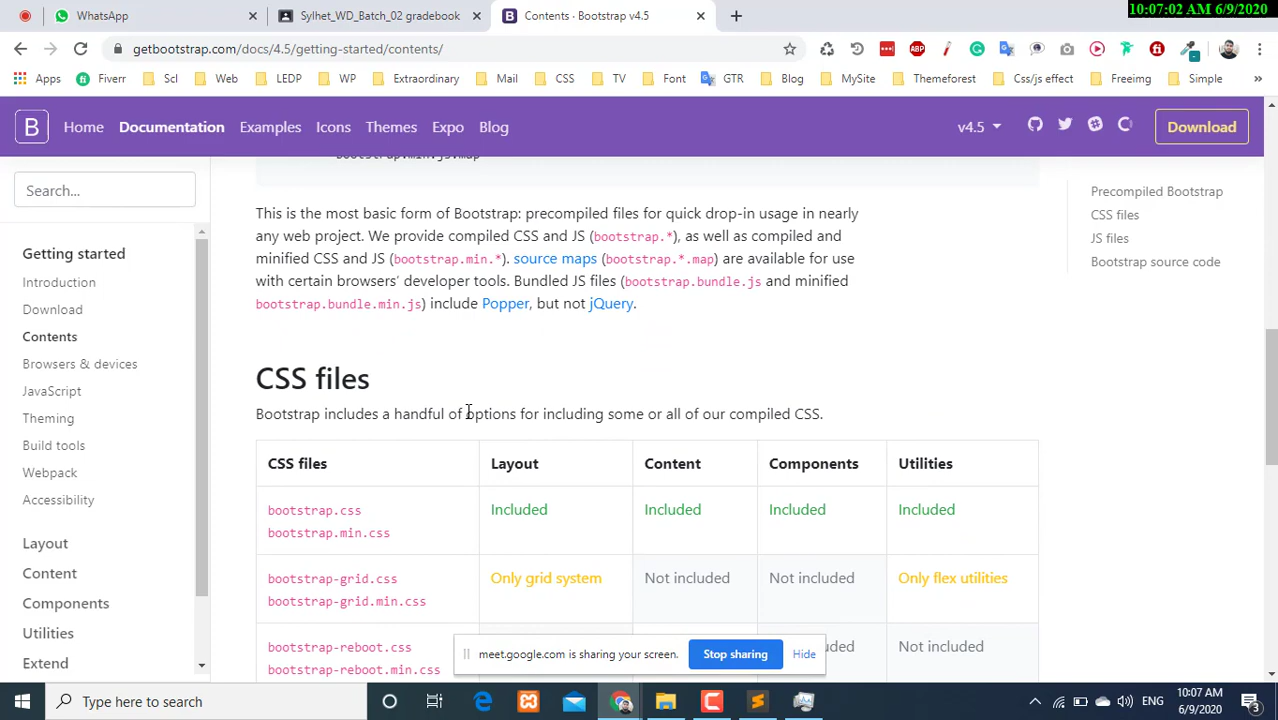 10:07:02 AM 6/9/2020
WhatsApp
Sylhet_WD_Batch_02 gradebook
Contents · Bootstrap v4.5
getbootstrap.com/docs/4.5/getting-started/contents/
Apps Fiverr Scl Web LEDP WP Extraordinary Mail CSS TV Font GTR Blog MySite Themeforest Css/js effect Freeimg Simple »
Home Documentation Examples Icons Themes Expo Blog v4.5 Download
Search...
Getting started
Introduction
Download
Contents
Browsers & devices
JavaScript
Theming
Build tools
Webpack
Accessibility
Layout
Content
Components
Utilities
Extend
bootstrap.min.js.map
This is the most basic form of Bootstrap: precompiled files for quick drop-in usage in nearly
any web project. We provide compiled CSS and JS (bootstrap.*), as well as compiled and
minified CSS and JS (bootstrap.min.*). source maps (bootstrap.*.map) are available for use
with certain browsers' developer tools. Bundled JS files (bootstrap.bundle.js and minified
bootstrap.bundle.min.js) include Popper, but not jQuery.
CSS files
Bootstrap includes a handful of options for including some or all of our compiled CSS.
CSS files Layout Content Components Utilities
bootstrap.css Included Included Included Included
bootstrap.min.css
bootstrap-grid.css Only grid system Not included Not included Only flex utilities
bootstrap-grid.min.css
bootstrap-reboot.css Not included
bootstrap-reboot.min.css
Precompiled Bootstrap
CSS files
JS files
Bootstrap source code
meet.google.com is sharing your screen. Stop sharing Hide
Type here to search
ENG
10:07 AM
6/9/2020
3